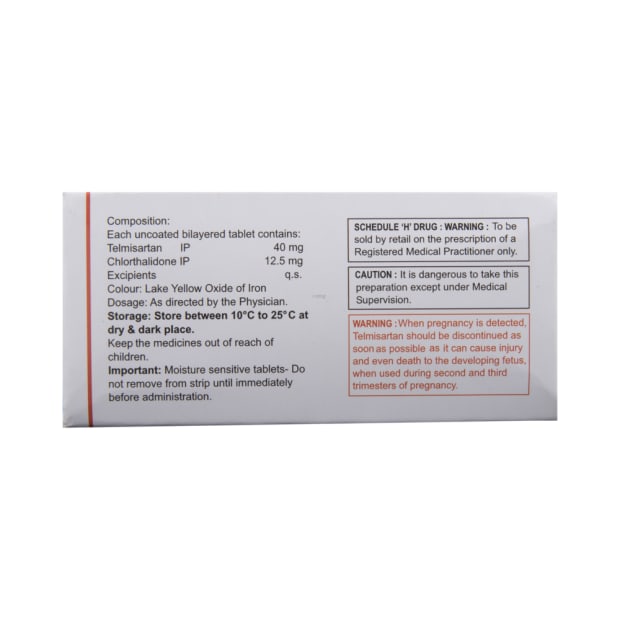 Composition:
Each uncoated bilayered tablet contains:
Telmisartan IP 40 mg
Chlorthalidone IP 12.5 mg
Excipients q.s.
Colour: Lake Yellow Oxide of Iron
Dosage: As directed by the Physician.
Storage: Store between 10°C to 25°C at
dry & dark place.
Keep the medicines out of reach of
children.
Important: Moisture sensitive tablets- Do
not remove from strip until immediately
before administration.
SCHEDULE 'H' DRUG : WARNING : To be
sold by retail on the prescription of a
Registered Medical Practitioner only.
CAUTION : It is dangerous to take this
preparation except under Medical
Supervision.
WARNING : When pregnancy is detected,
Telmisartan should be discontinued as
soon as possible as it can cause injury
and even death to the developing fetus,
when used during second and third
trimesters of pregnancy.